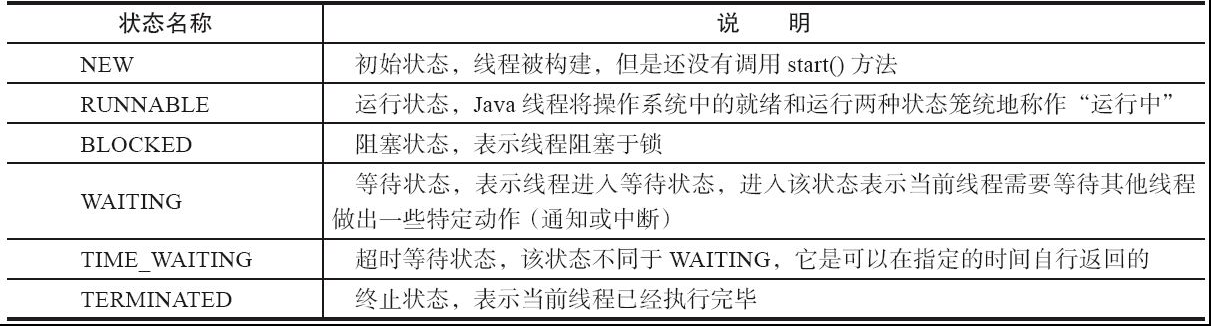 状态名称 说 明
NEW 初始状态，线程被构建，但是还没有调用 start() 方法
RUNNABLE 运行状态，Java 线程将操作系统中的就绪和运行两种状态笼统地称作“运行中”
BLOCKED 阻塞状态，表示线程阻塞于锁
WAITING 等待状态，表示线程进入等待状态，进入该状态表示当前线程需要等待其他线程
做出一些特定动作（通知或中断）
TIME_WAITING 超时等待状态，该状态不同于 WAITING，它是可以在指定的时间自行返回的
TERMINATED 终止状态，表示当前线程已经执行完毕